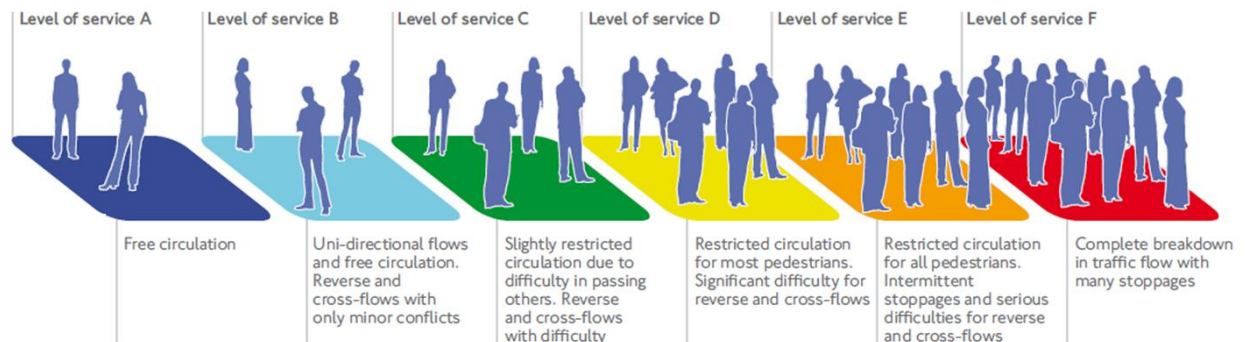 Level of service A
Level of service B
Level of service C
Level of service D
Level of service E
Level of service F
Free circulation
Uni-directional flows
and free circulation.
Reverse and
cross-flows with
only minor conflicts
Slightly restricted
circulation due to
difficulty in passing
others. Reverse
and cross-flows
with difficulty
Restricted circulation
for most pedestrians.
Significant difficulty for
reverse and cross-flows
Restricted circulation
for all pedestrians.
Intermittent
stoppages and serious
difficulties for reverse
and cross-flows
Complete breakdown
in traffic flow with
many stoppages